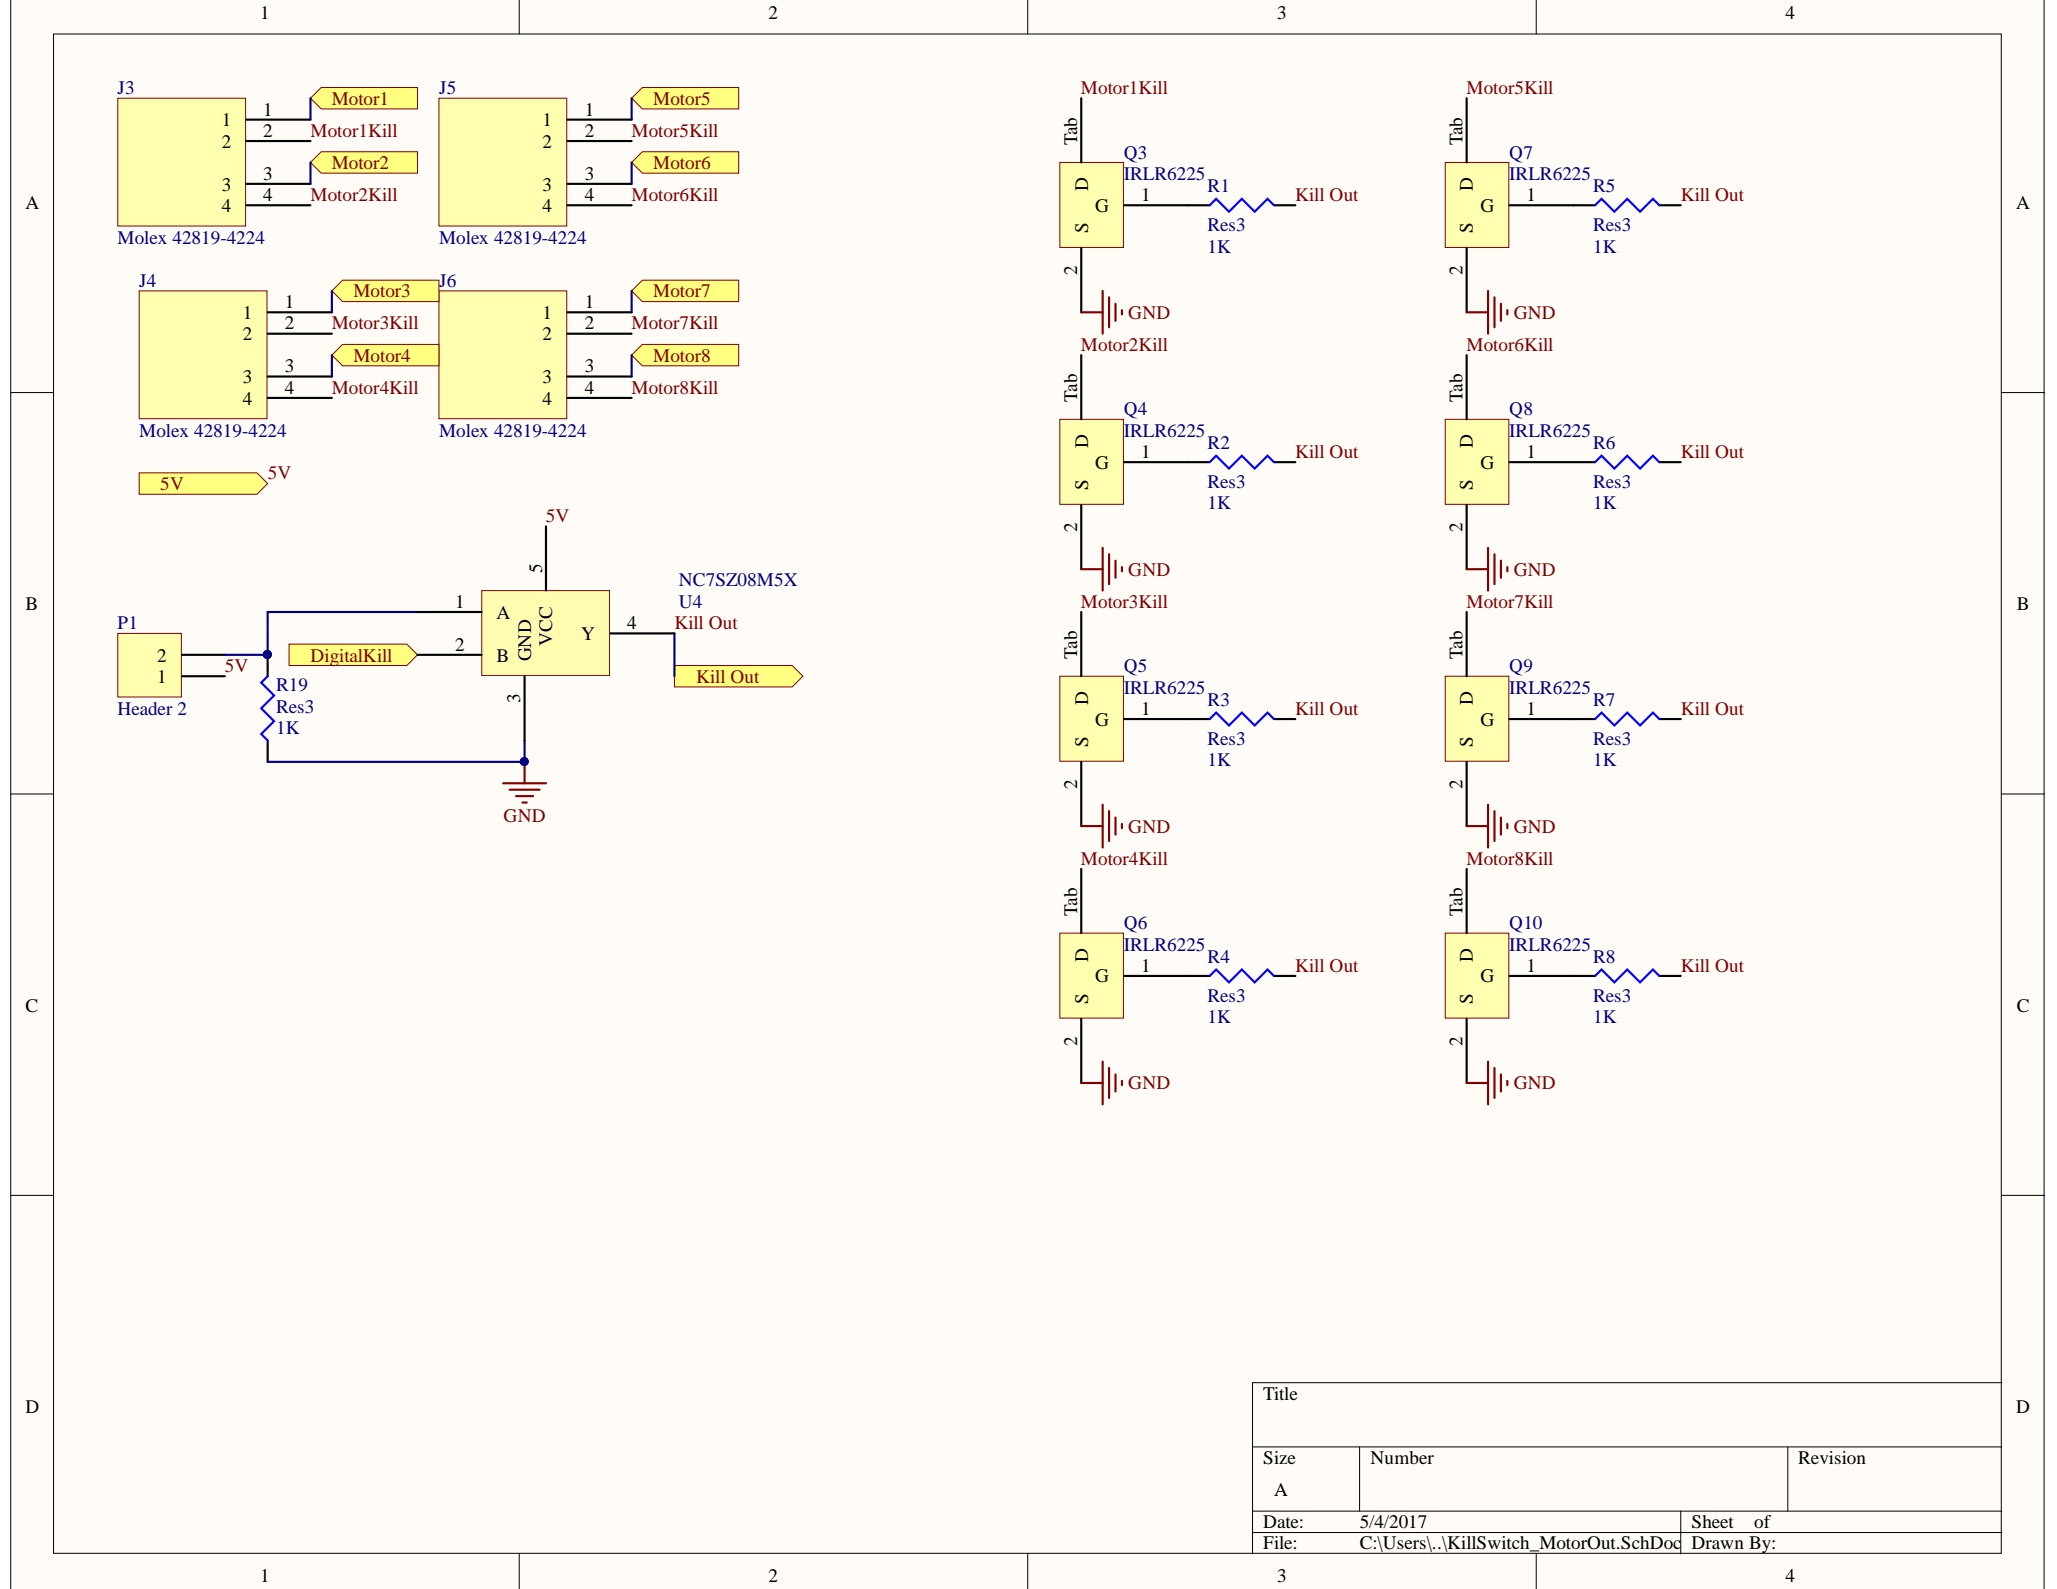 1 2 3 4
A A
B B
C C
D D
J3
1 1 Motor1
2 2 Motor1Kill
3 3 Motor2
4 4 Motor2Kill
Molex 42819-4224
J5
1 1 Motor5
2 2 Motor5Kill
3 3 Motor6
4 4 Motor6Kill
Molex 42819-4224
J4
1 1 Motor3
2 2 Motor3Kill
3 3 Motor4
4 4 Motor4Kill
Molex 42819-4224
J6
1 1 Motor7
2 2 Motor7Kill
3 3 Motor8
4 4 Motor8Kill
Molex 42819-4224
5V 5V
5V
5
NC7SZ08M5X
U4
Kill Out
1 A
2 B
GND
VCC
Y 4
3
DigitalKill
Kill Out
P1
2
1 5V
Header 2
R19
Res3
1K
GND
Motor1Kill
Tab
Q3
IRLR6225
D
G 1
S
R1
Kill Out
Res3
1K
2
GND
Motor2Kill
Tab
Q4
IRLR6225
D
G 1
S
R2
Kill Out
Res3
1K
2
GND
Motor3Kill
Tab
Q5
IRLR6225
D
G 1
S
R3
Kill Out
Res3
1K
2
GND
Motor4Kill
Tab
Q6
IRLR6225
D
G 1
S
R4
Kill Out
Res3
1K
2
GND
Motor5Kill
Tab
Q7
IRLR6225
D
G 1
S
R5
Kill Out
Res3
1K
2
GND
Motor6Kill
Tab
Q8
IRLR6225
D
G 1
S
R6
Kill Out
Res3
1K
2
GND
Motor7Kill
Tab
Q9
IRLR6225
D
G 1
S
R7
Kill Out
Res3
1K
2
GND
Motor8Kill
Tab
Q10
IRLR6225
D
G 1
S
R8
Kill Out
Res3
1K
2
GND
Title
Size Number Revision
A
Date: 5/4/2017 Sheet of
File: C:\Users\..\KillSwitch_MotorOut.SchDoc Drawn By:
1 2 3 4